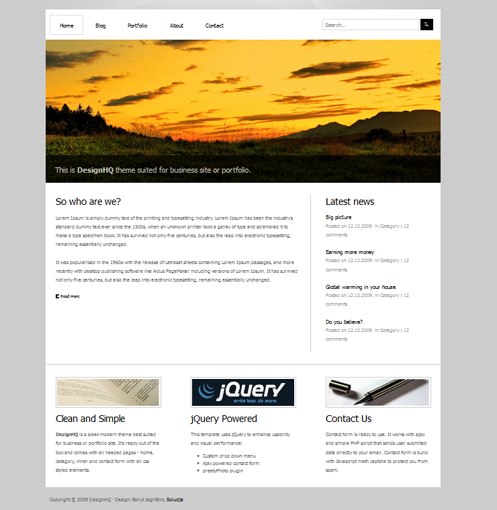 Home Blog Portfolio About Contact
Search...
This is DesignHQ theme suited for business site or portfolio.
So who are we?
Lorem Ipsum is simply dummy text of the printing and typesetting industry. Lorem Ipsum has been the industry's
standard dummy text ever since the 1500s, when an unknown printer took a galley of type and scrambled it to
make a type specimen book. It has survived not only five centuries, but also the leap into electronic typesetting,
remaining essentially unchanged.
It was popularised in the 1960s with the release of Letraset sheets containing Lorem Ipsum passages, and more
recently with desktop publishing software like Aldus PageMaker including versions of Lorem Ipsum. It has survived
not only five centuries, but also the leap into electronic typesetting, remaining essentially unchanged.
Read more
Latest news
Big picture
Posted on 12.12.2009. in Category | 12
comments
Earning more money
Posted on 12.12.2009. in Category | 12
comments
Global warming in your house
Posted on 12.12.2009. in Category | 12
comments
Do you believe?
Posted on 12.12.2009. in Category | 12
comments
jQuery
write less, do more
Clean and Simple
DesignHQ is a sleek modern theme best suited
for business or portfolio site. It's ready out of the
box and comes with all needed pages - home,
category, inner and contact form with all css
styled elements.
jQuery Powered
This template uses jQuery to enhance usability
and visual performance.
Custom drop down menu
Ajax powered contact form
prettyPhoto plugin
Contact Us
Contact form is ready to use. It works with ajax
and simple PHP script that sends user submited
data directly to your email. Contact form is build
with Javascript math captcha to protect you from
spam.
Copyright © 2009 DesignHQ - Design: Borut Jegrišnik,